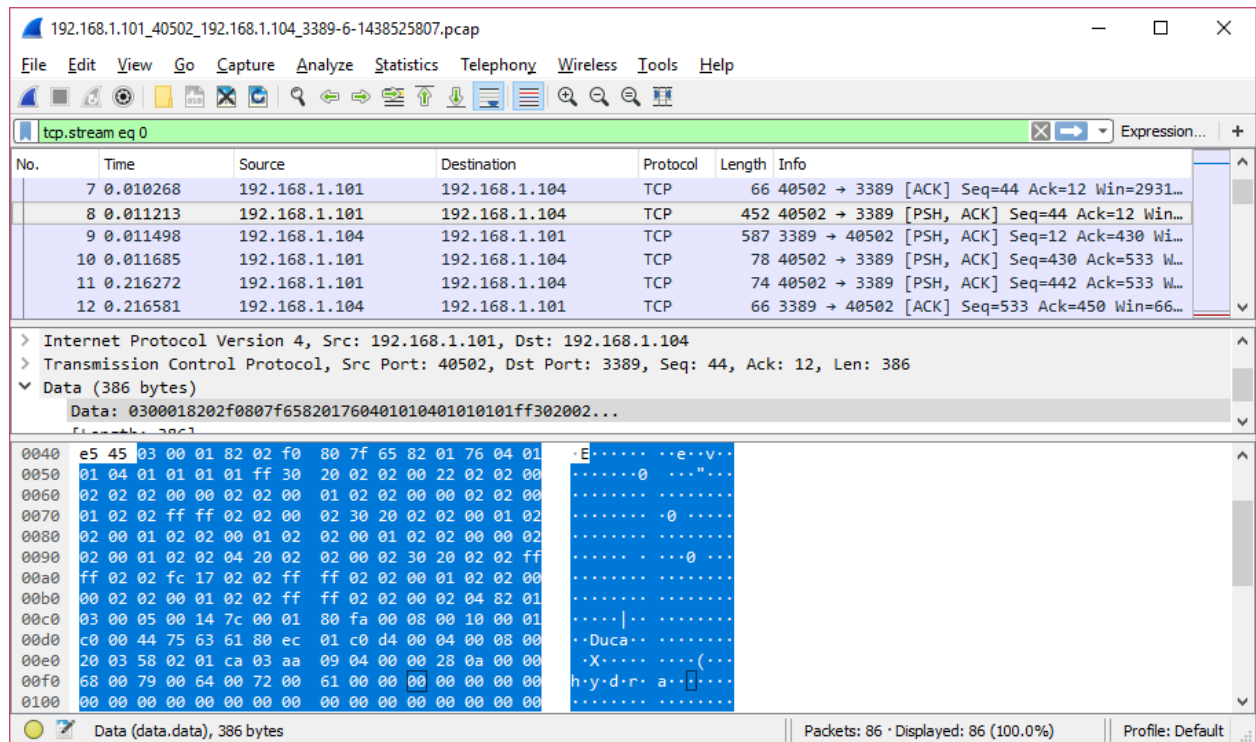 192.168.1.101_40502_192.168.1.104_3389-6-1438525807.pcap
File Edit View Go Capture Analyze Statistics Telephony Wireless Tools Help
tcp.stream eq 0 Expression... +
No. Time Source Destination Protocol Length Info
7 0.010268 192.168.1.101 192.168.1.104 TCP 66 40502 → 3389 [ACK] Seq=44 Ack=12 Win=2931…
8 0.011213 192.168.1.101 192.168.1.104 TCP 452 40502 → 3389 [PSH, ACK] Seq=44 Ack=12 Win…
9 0.011498 192.168.1.104 192.168.1.101 TCP 587 3389 → 40502 [PSH, ACK] Seq=12 Ack=430 Wi…
10 0.011685 192.168.1.101 192.168.1.104 TCP 78 40502 → 3389 [PSH, ACK] Seq=430 Ack=533 W…
11 0.216272 192.168.1.101 192.168.1.104 TCP 74 40502 → 3389 [PSH, ACK] Seq=442 Ack=533 W…
12 0.216581 192.168.1.104 192.168.1.101 TCP 66 3389 → 40502 [ACK] Seq=533 Ack=450 Win=66…
Internet Protocol Version 4, Src: 192.168.1.101, Dst: 192.168.1.104
Transmission Control Protocol, Src Port: 40502, Dst Port: 3389, Seq: 44, Ack: 12, Len: 386
Data (386 bytes)
Data: 0300018202f0807f658201760401010401010101ff302002...
[Length: 386]
0040 e5 45 03 00 01 82 02 f0 80 7f 65 82 01 76 04 01 ·E······ ··e··v··
0050 01 04 01 01 01 01 ff 30 20 02 02 00 22 02 02 00 ·······0 ···"···
0060 02 02 02 00 00 02 02 00 01 02 02 00 00 02 02 00 ········ ········
0070 01 02 02 ff ff 02 02 00 02 30 20 02 02 00 01 02 ········ ·0 ·····
0080 02 00 01 02 02 00 01 02 02 00 01 02 02 00 00 02 ········ ········
0090 02 00 01 02 02 04 20 02 02 00 02 30 20 02 02 ff ······ · ···0 ···
00a0 ff 02 02 fc 17 02 02 ff ff 02 02 00 01 02 02 00 ········ ········
00b0 00 02 02 00 01 02 02 ff ff 02 02 00 02 04 82 01 ········ ········
00c0 03 00 05 00 14 7c 00 01 80 fa 00 08 00 10 00 01 ·····|·· ········
00d0 c0 00 44 75 63 61 80 ec 01 c0 d4 00 04 00 08 00 ··Duca·· ········
00e0 20 03 58 02 01 ca 03 aa 09 04 00 00 28 0a 00 00 ·X····· ····(···
00f0 68 00 79 00 64 00 72 00 61 00 00 00 00 00 00 00 h·y·d·r· a·······
0100 00 00 00 00 00 00 00 00 00 00 00 00 00 00 00 00 ········ ········
Data (data.data), 386 bytes Packets: 86 · Displayed: 86 (100.0%) Profile: Default